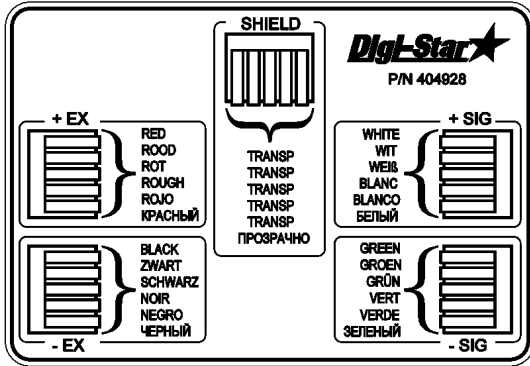 SHIELD
Digi-Star
P/N 404928
TRANSP
TRANSP
TRANSP
TRANSP
TRANSP
ПРОЗРАЧНО
+ EX
RED
ROOD
ROT
ROUGH
ROJO
КРАСНЫЙ
+ SIG
WHITE
WIT
WEIß
BLANC
BLANCO
БЕЛЫЙ
BLACK
ZWART
SCHWARZ
NOIR
NEGRO
ЧЕРНЫЙ
- EX
GREEN
GROEN
GRÜN
VERT
VERDE
ЗЕЛЕНЫЙ
- SIG